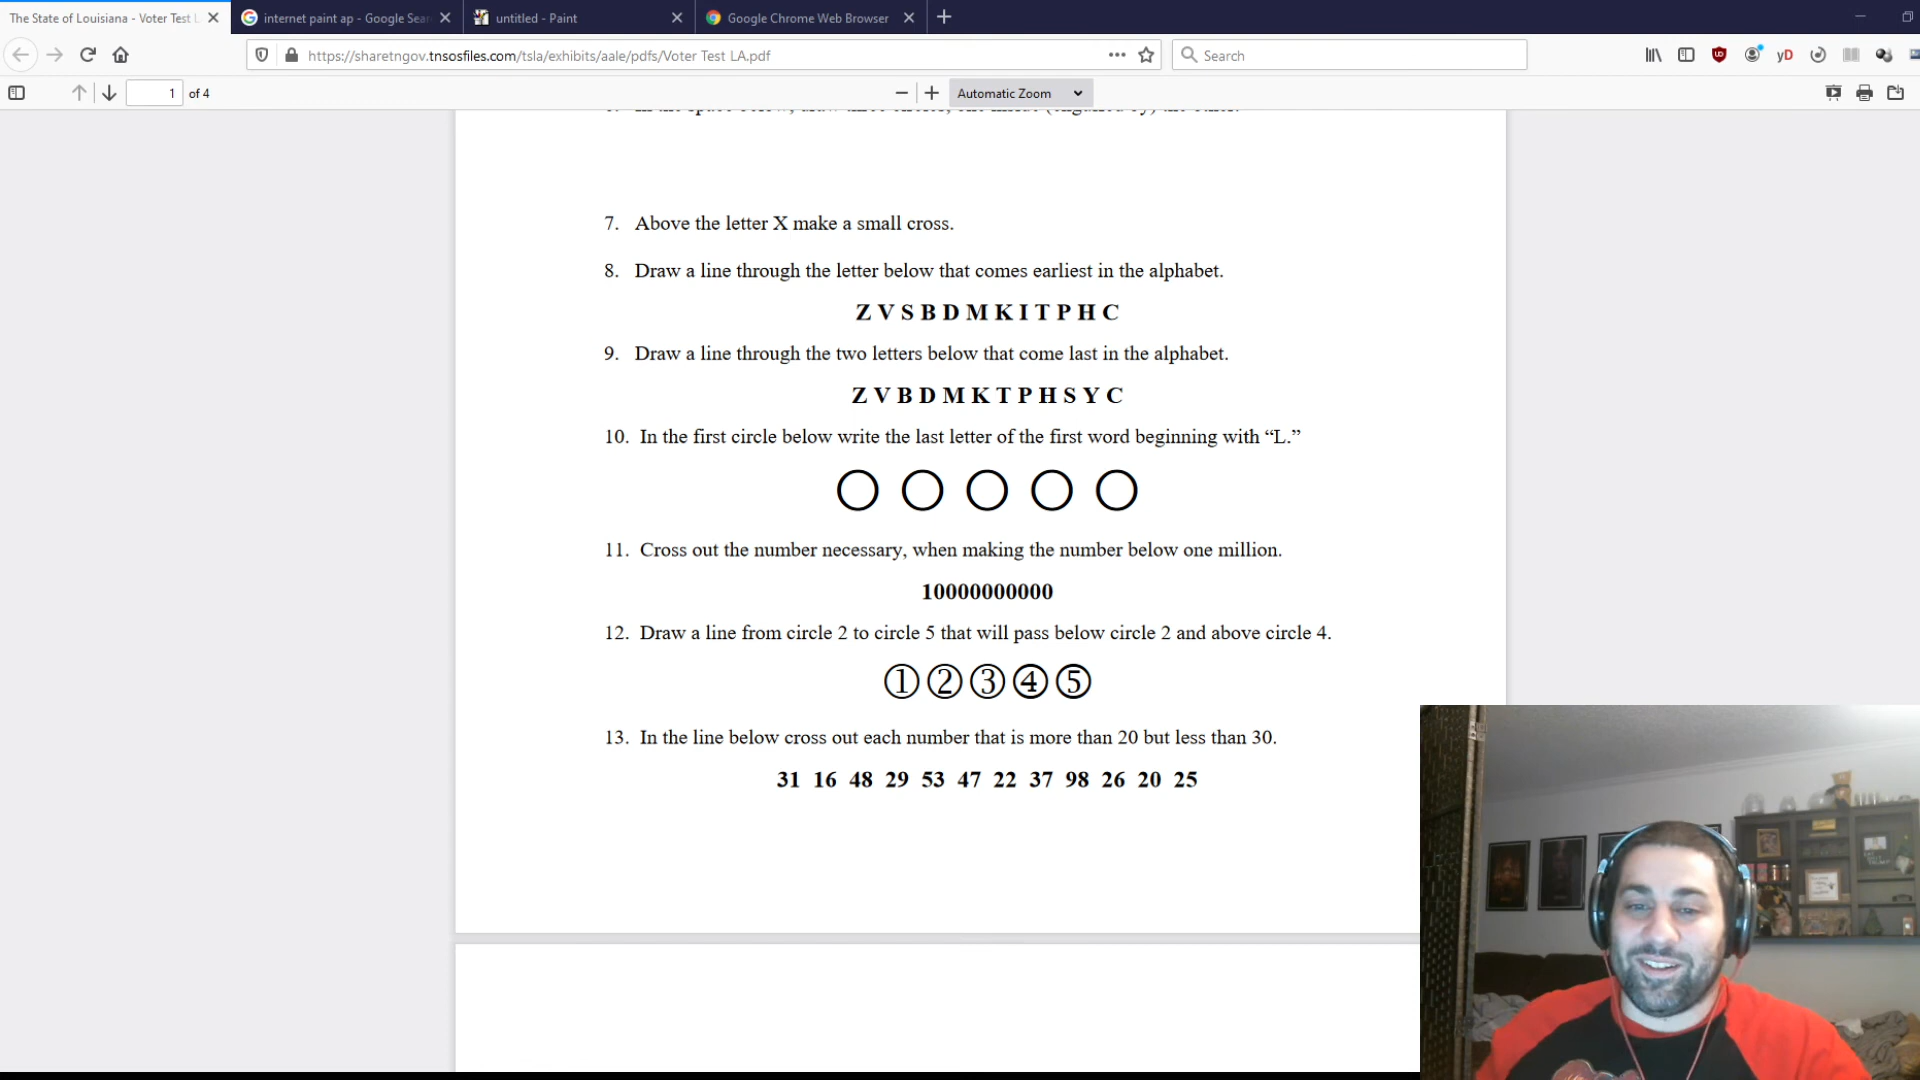 The State of Louisiana - Voter Test L
internet paint ap - Google Sear
untitled - Paint
Google Chrome Web Browser
https://sharetngov.tnsosfiles.com/tsla/exhibits/aale/pdfs/Voter Test LA.pdf
Search
1 of 4
Automatic Zoom
7. Above the letter X make a small cross.
8. Draw a line through the letter below that comes earliest in the alphabet.
Z V S B D M K I T P H C
9. Draw a line through the two letters below that come last in the alphabet.
Z V B D M K T P H S Y C
10. In the first circle below write the last letter of the first word beginning with “L.”
11. Cross out the number necessary, when making the number below one million.
10000000000
12. Draw a line from circle 2 to circle 5 that will pass below circle 2 and above circle 4.
① ② ③ ④ ⑤
13. In the line below cross out each number that is more than 20 but less than 30.
31 16 48 29 53 47 22 37 98 26 20 25